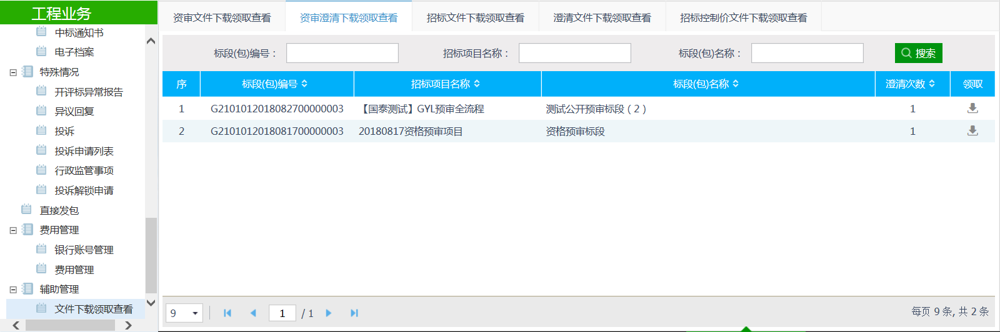 工程业务
中标通知书
电子档案
特殊情况
开评标异常报告
异议回复
投诉
投诉申请列表
行政监管事项
投诉解锁申请
直接发包
费用管理
银行账号管理
费用管理
辅助管理
文件下载领取查看
资审文件下载领取查看 资审澄清下载领取查看 招标文件下载领取查看 澄清文件下载领取查看 招标控制价文件下载领取查看
标段(包)编号： 招标项目名称： 标段(包)名称： 搜索
序 标段(包)编号 招标项目名称 标段(包)名称 澄清次数 领取
1 G2101012018082700000003 【国泰测试】GYL预审全流程 测试公开预审标段（2） 1
2 G2101012018081700000003 20180817资格预审项目 资格预审标段 1
9 1 / 1 每页 9 条, 共 2 条